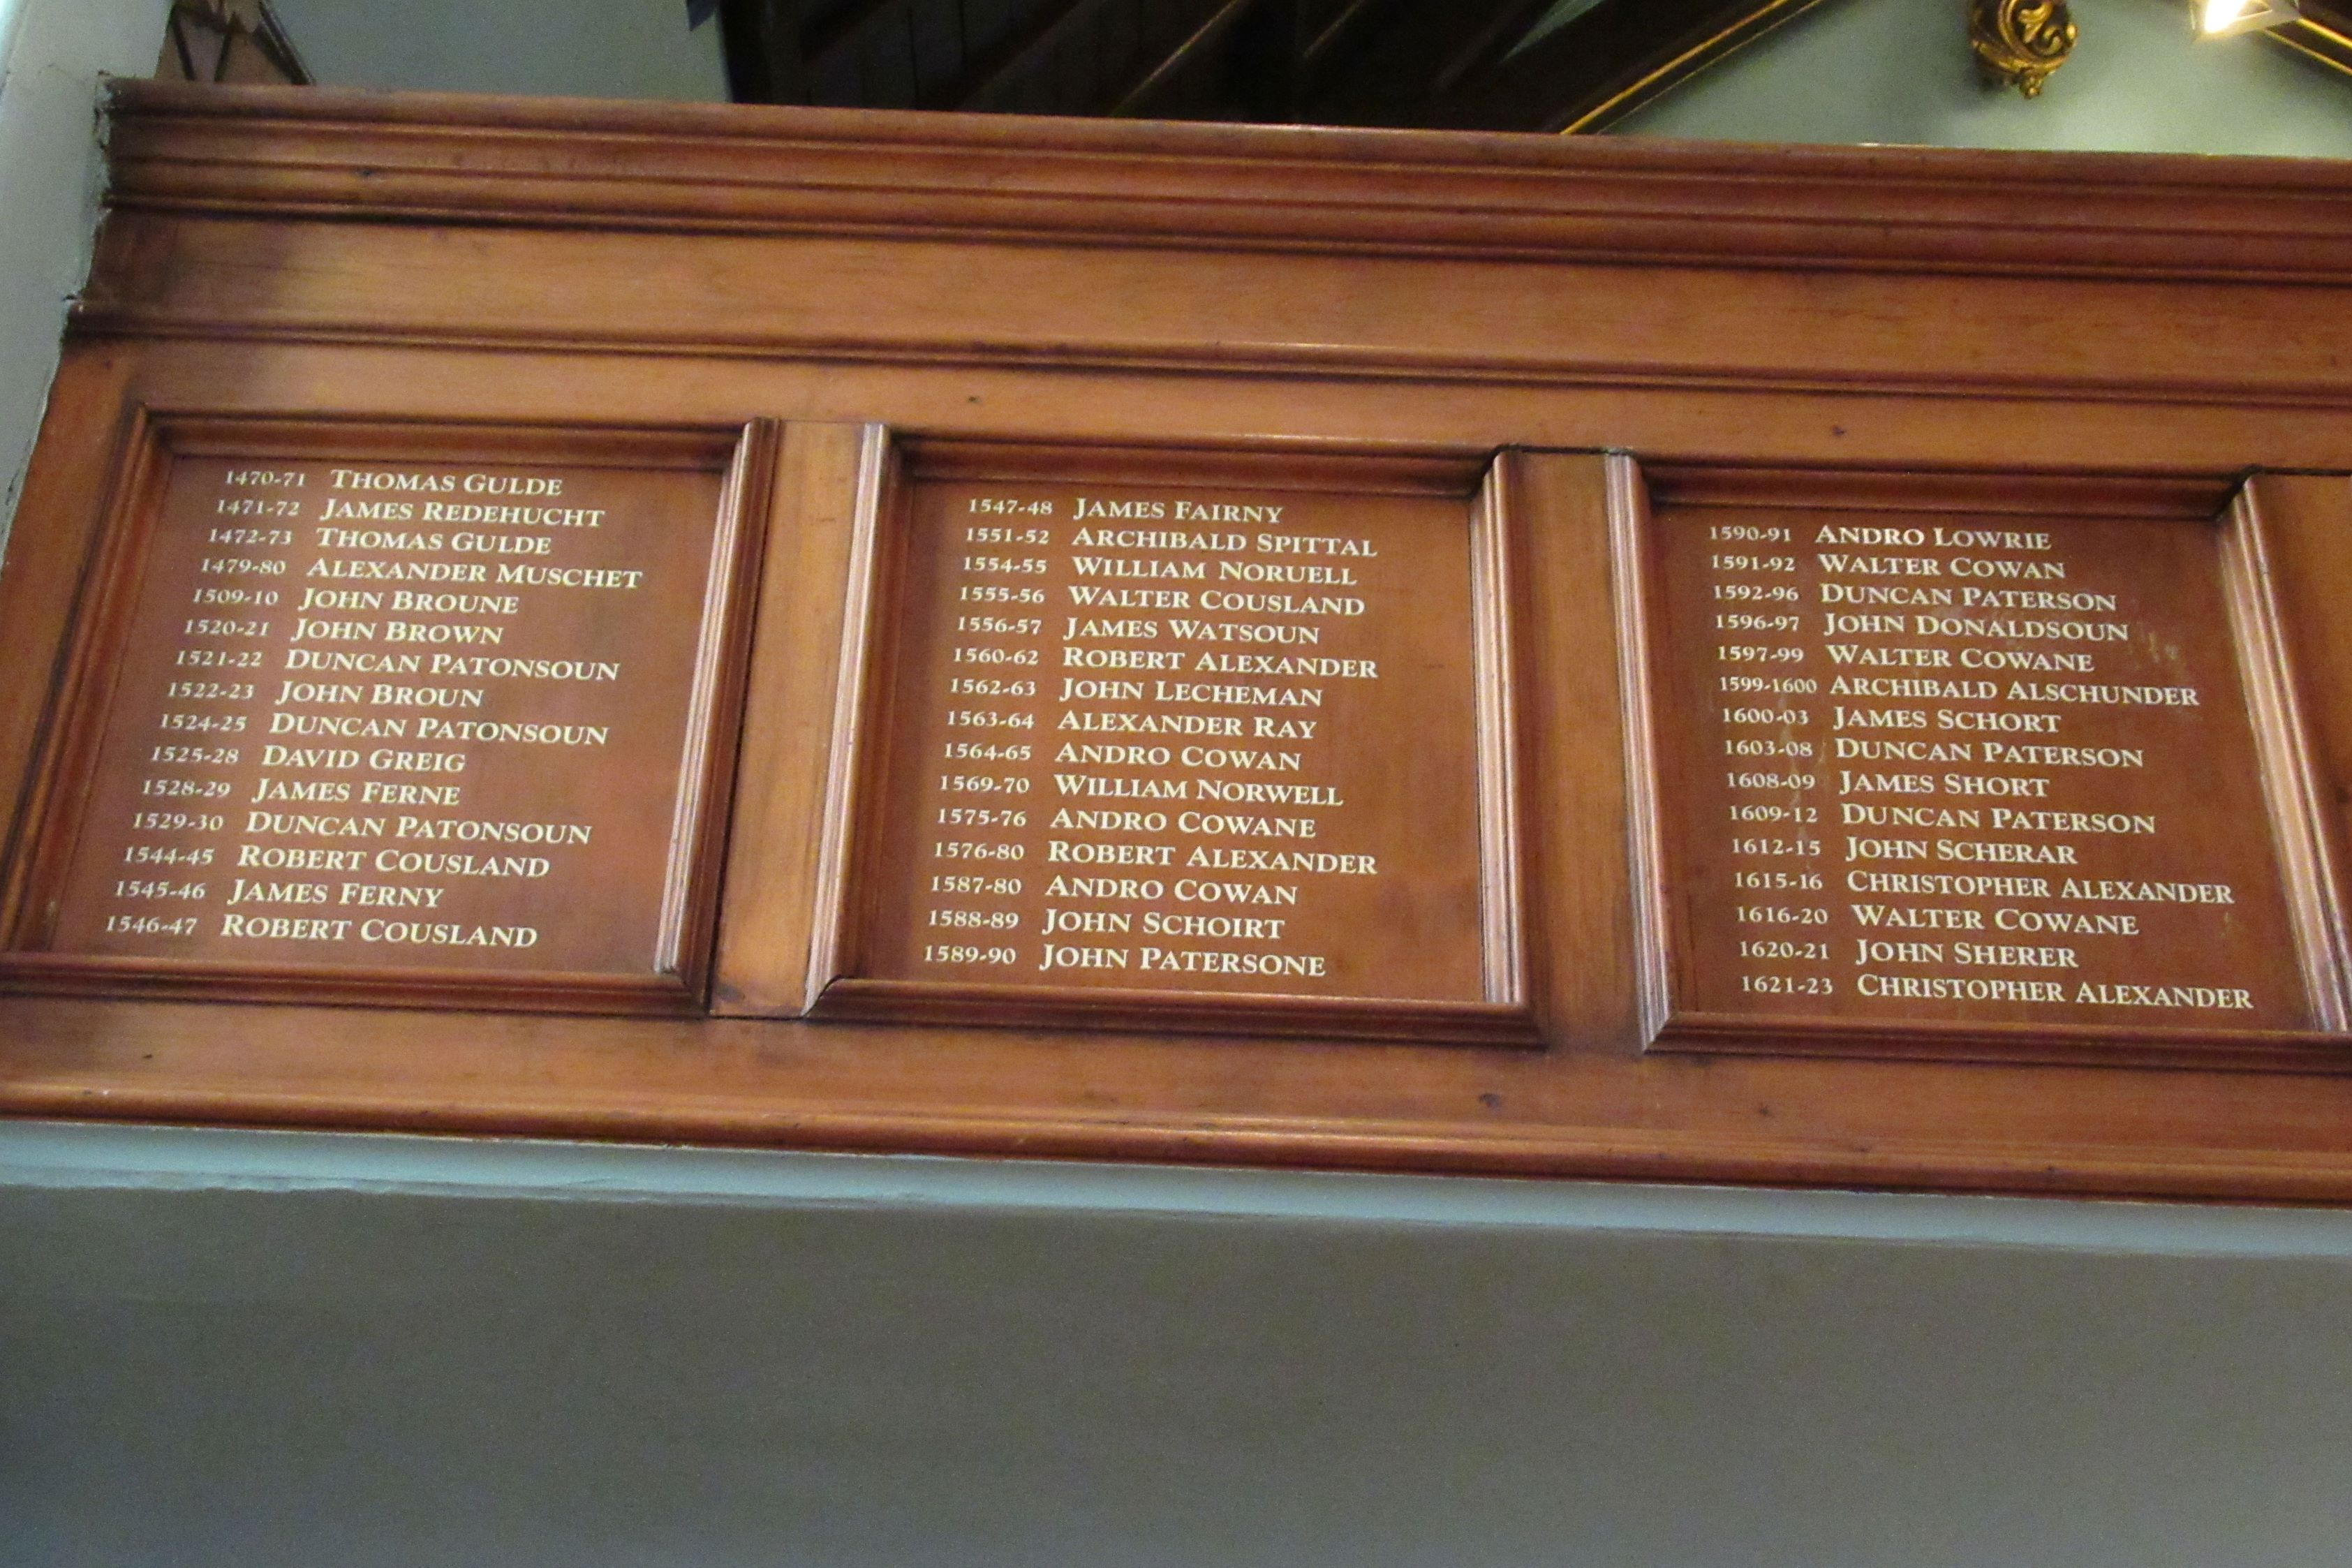 1470-71 THOMAS GULDE
1471-72 JAMES REDEHUCHT
1472-73 THOMAS GULDE
1479-80 ALEXANDER MUSCHET
1509-10 JOHN BROUNE
1520-21 JOHN BROWN
1521-22 DUNCAN PATONSOUN
1522-23 JOHN BROUN
1524-25 DUNCAN PATONSOUN
1525-28 DAVID GREIG
1528-29 JAMES FERNE
1529-30 DUNCAN PATONSOUN
1544-45 ROBERT COUSLAND
1545-46 JAMES FERNY
1546-47 ROBERT COUSLAND
1547-48 JAMES FAIRNY
1551-52 ARCHIBALD SPITTAL
1554-55 WILLIAM NORUELL
1555-56 WALTER COUSLAND
1556-57 JAMES WATSOUN
1560-62 ROBERT ALEXANDER
1562-63 JOHN LECHEMAN
1563-64 ALEXANDER RAY
1564-65 ANDRO COWAN
1569-70 WILLIAM NORWELL
1575-76 ANDRO COWANE
1576-80 ROBERT ALEXANDER
1587-80 ANDRO COWAN
1588-89 JOHN SCHOIRT
1589-90 JOHN PATERSONE
1590-91 ANDRO LOWRIE
1591-92 WALTER COWAN
1592-96 DUNCAN PATERSON
1596-97 JOHN DONALDSOUN
1597-99 WALTER COWANE
1599-1600 ARCHIBALD ALSCHUNDER
1600-03 JAMES SCHORT
1603-08 DUNCAN PATERSON
1608-09 JAMES SHORT
1609-12 DUNCAN PATERSON
1612-15 JOHN SCHERAR
1615-16 CHRISTOPHER ALEXANDER
1616-20 WALTER COWANE
1620-21 JOHN SHERER
1621-23 CHRISTOPHER ALEXANDER